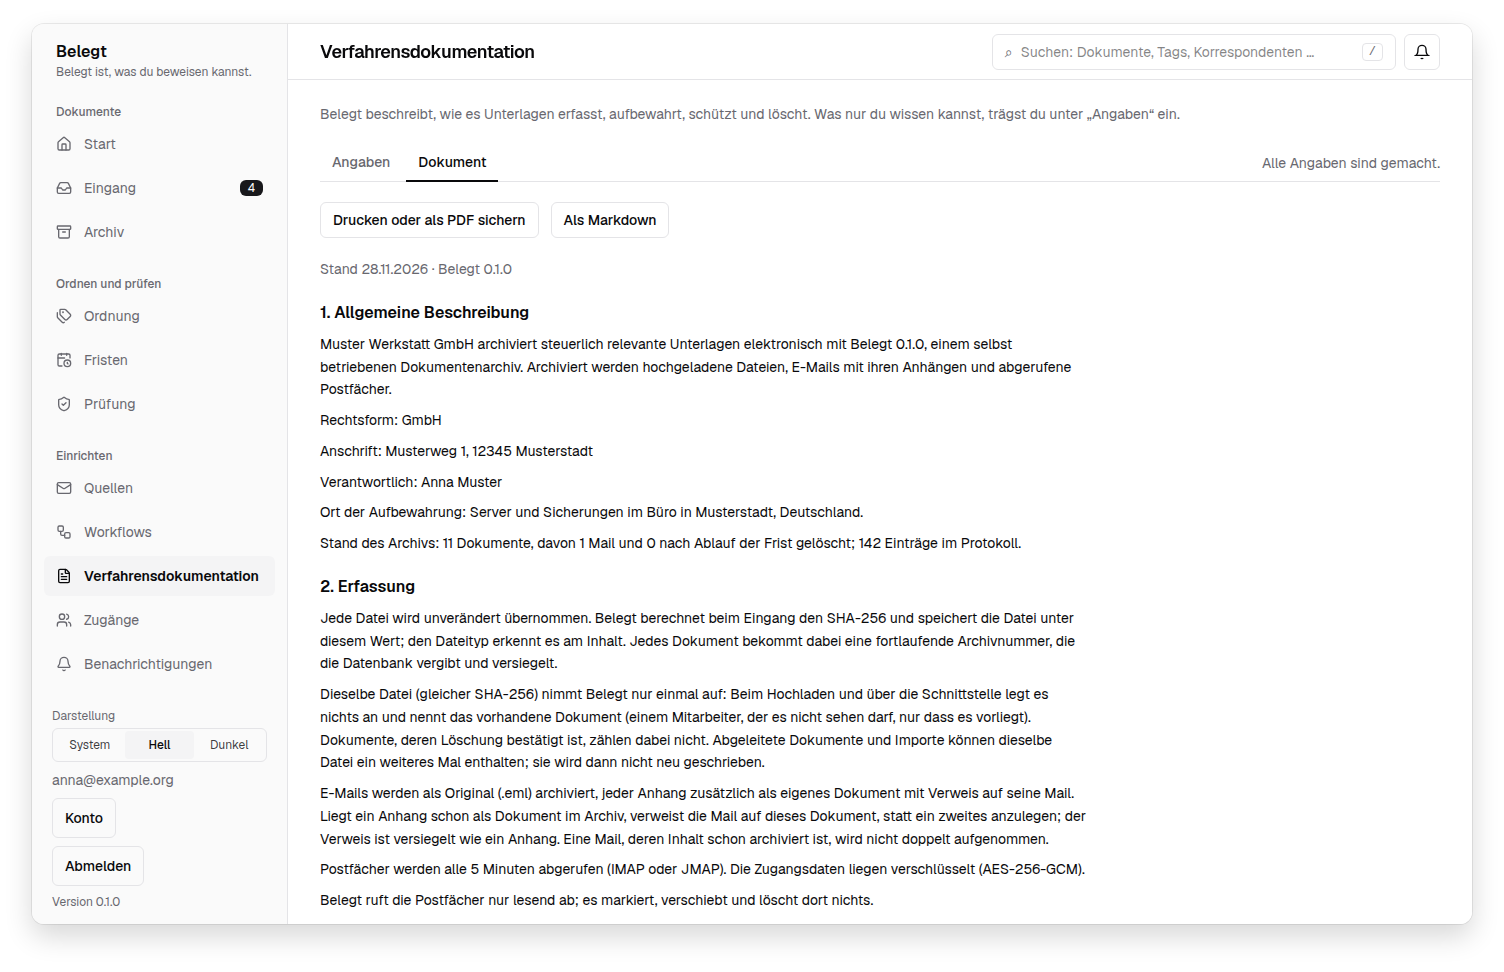 Belegt
Belegt ist, was du beweisen kannst.
Dokumente
Start
Eingang
4
Archiv
Ordnen und prüfen
Ordnung
Fristen
Prüfung
Einrichten
Quellen
Workflows
Verfahrensdokumentation
Zugänge
Benachrichtigungen
Darstellung
System
Hell
Dunkel
anna@example.org
Konto
Abmelden
Version 0.1.0
Verfahrensdokumentation
Suchen: Dokumente, Tags, Korrespondenten …
/
Belegt beschreibt, wie es Unterlagen erfasst, aufbewahrt, schützt und löscht. Was nur du wissen kannst, trägst du unter „Angaben“ ein.
Angaben
Dokument
Alle Angaben sind gemacht.
Drucken oder als PDF sichern
Als Markdown
Stand 28.11.2026 · Belegt 0.1.0
1. Allgemeine Beschreibung
Muster Werkstatt GmbH archiviert steuerlich relevante Unterlagen elektronisch mit Belegt 0.1.0, einem selbst
betriebenen Dokumentenarchiv. Archiviert werden hochgeladene Dateien, E-Mails mit ihren Anhängen und abgerufene
Postfächer.
Rechtsform: GmbH
Anschrift: Musterweg 1, 12345 Musterstadt
Verantwortlich: Anna Muster
Ort der Aufbewahrung: Server und Sicherungen im Büro in Musterstadt, Deutschland.
Stand des Archivs: 11 Dokumente, davon 1 Mail und 0 nach Ablauf der Frist gelöscht; 142 Einträge im Protokoll.
2. Erfassung
Jede Datei wird unverändert übernommen. Belegt berechnet beim Eingang den SHA-256 und speichert die Datei unter
diesem Wert; den Dateityp erkennt es am Inhalt. Jedes Dokument bekommt dabei eine fortlaufende Archivnummer, die
die Datenbank vergibt und versiegelt.
Dieselbe Datei (gleicher SHA-256) nimmt Belegt nur einmal auf: Beim Hochladen und über die Schnittstelle legt es
nichts an und nennt das vorhandene Dokument (einem Mitarbeiter, der es nicht sehen darf, nur dass es vorliegt).
Dokumente, deren Löschung bestätigt ist, zählen dabei nicht. Abgeleitete Dokumente und Importe können dieselbe
Datei ein weiteres Mal enthalten; sie wird dann nicht neu geschrieben.
E-Mails werden als Original (.eml) archiviert, jeder Anhang zusätzlich als eigenes Dokument mit Verweis auf seine Mail.
Liegt ein Anhang schon als Dokument im Archiv, verweist die Mail auf dieses Dokument, statt ein zweites anzulegen; der
Verweis ist versiegelt wie ein Anhang. Eine Mail, deren Inhalt schon archiviert ist, wird nicht doppelt aufgenommen.
Postfächer werden alle 5 Minuten abgerufen (IMAP oder JMAP). Die Zugangsdaten liegen verschlüsselt (AES-256-GCM).
Belegt ruft die Postfächer nur lesend ab; es markiert, verschiebt und löscht dort nichts.